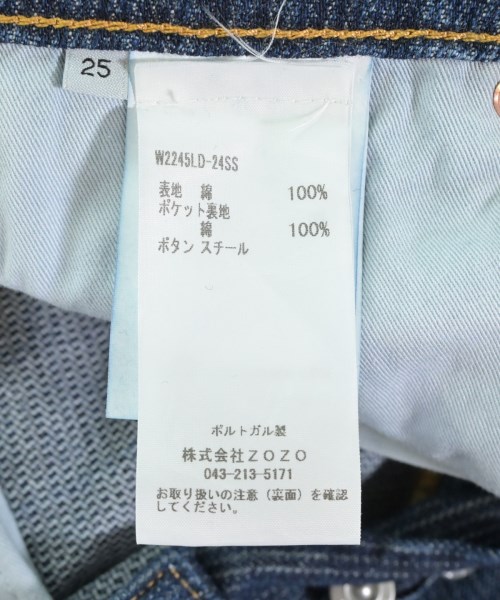 25
W2245LD-24SS
表地 綿 100%
ポケット裏地
綿 100%
ボタン スチール
ポルトガル製
株式会社ZOZO
043-213-5171
お取り扱いの注意(裏面)を確認
してください。